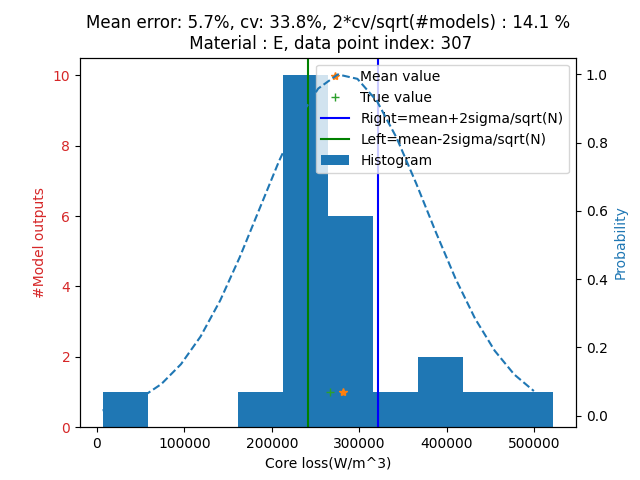 Mean error: 5.7%, cv: 33.8%, 2*cv/sqrt(#models) : 14.1 %
Material : E, data point index: 307
Mean value
True value
Right=mean+2sigma/sqrt(N)
Left=mean-2sigma/sqrt(N)
Histogram
#Model outputs
10
8
6
4
2
0
Probability
1.0
0.8
0.6
0.4
0.2
0.0
0 100000 200000 300000 400000 500000
Core loss(W/m^3)